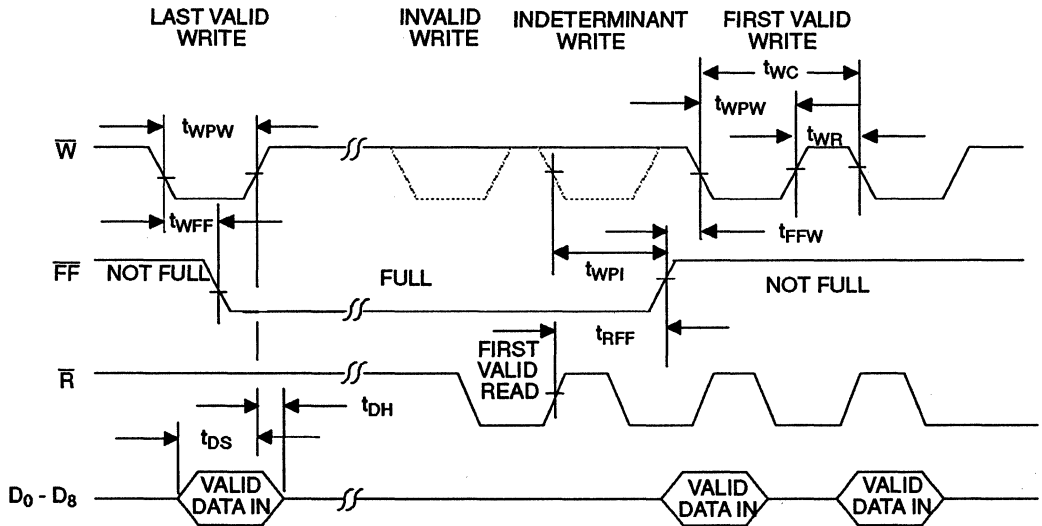 LAST VALID
WRITE
INVALID
WRITE
INDETERMINANT
WRITE
FIRST VALID
WRITE
tWC
tWPW
tWPW
tWR
W
tWFF
tFFW
FF
NOT FULL
FULL
tWPI
NOT FULL
tRFF
FIRST
VALID
READ
R
tDH
tDS
D0 - D8
VALID
DATA IN
VALID
DATA IN
VALID
DATA IN